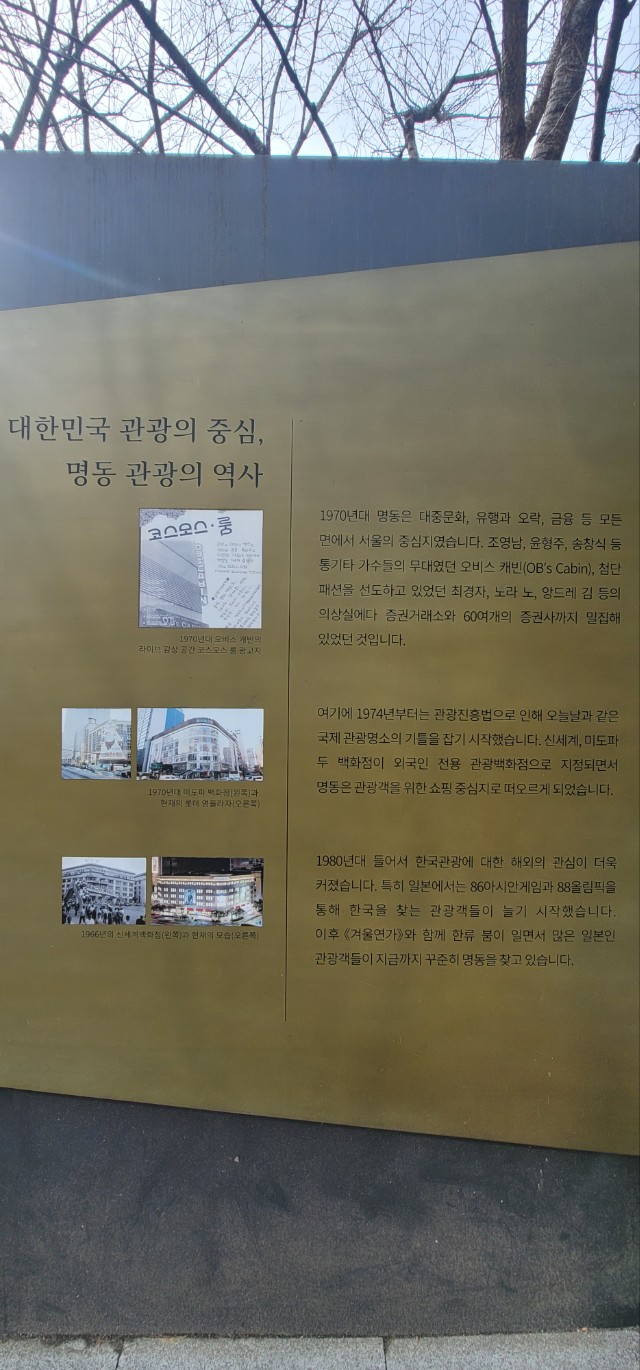 대한민국 관광의 중심,
명동 관광의 역사
코스모스·룸
1970년대 오비스 캐빈의
라이브 감상 공간 코스모스 룸 광고지
1970년대 미도파 백화점(왼쪽)과
현재의 롯데 영플라자(오른쪽)
1966년의 신세계백화점(왼쪽)과 현재의 모습(오른쪽)
1970년대 명동은 대중문화, 유행과 오락, 금융 등 모든
면에서 서울의 중심지였습니다. 조영남, 윤형주, 송창식 등
통기타 가수들의 무대였던 오비스 캐빈(OB's Cabin), 첨단
패션을 선도하고 있었던 최경자, 노라 노, 앙드레 김 등의
의상실에다 증권거래소와 60여개의 증권사까지 밀집해
있었던 것입니다.
여기에 1974년부터는 관광진흥법으로 인해 오늘날과 같은
국제 관광명소의 기틀을 잡기 시작했습니다. 신세계, 미도파
두 백화점이 외국인 전용 관광백화점으로 지정되면서
명동은 관광객을 위한 쇼핑 중심지로 떠오르게 되었습니다.
1980년대 들어서 한국관광에 대한 해외의 관심이 더욱
커졌습니다. 특히 일본에서는 86아시안게임과 88올림픽을
통해 한국을 찾는 관광객들이 늘기 시작했습니다.
이후 《겨울연가》와 함께 한류 붐이 일면서 많은 일본인
관광객들이 지금까지 꾸준히 명동을 찾고 있습니다.